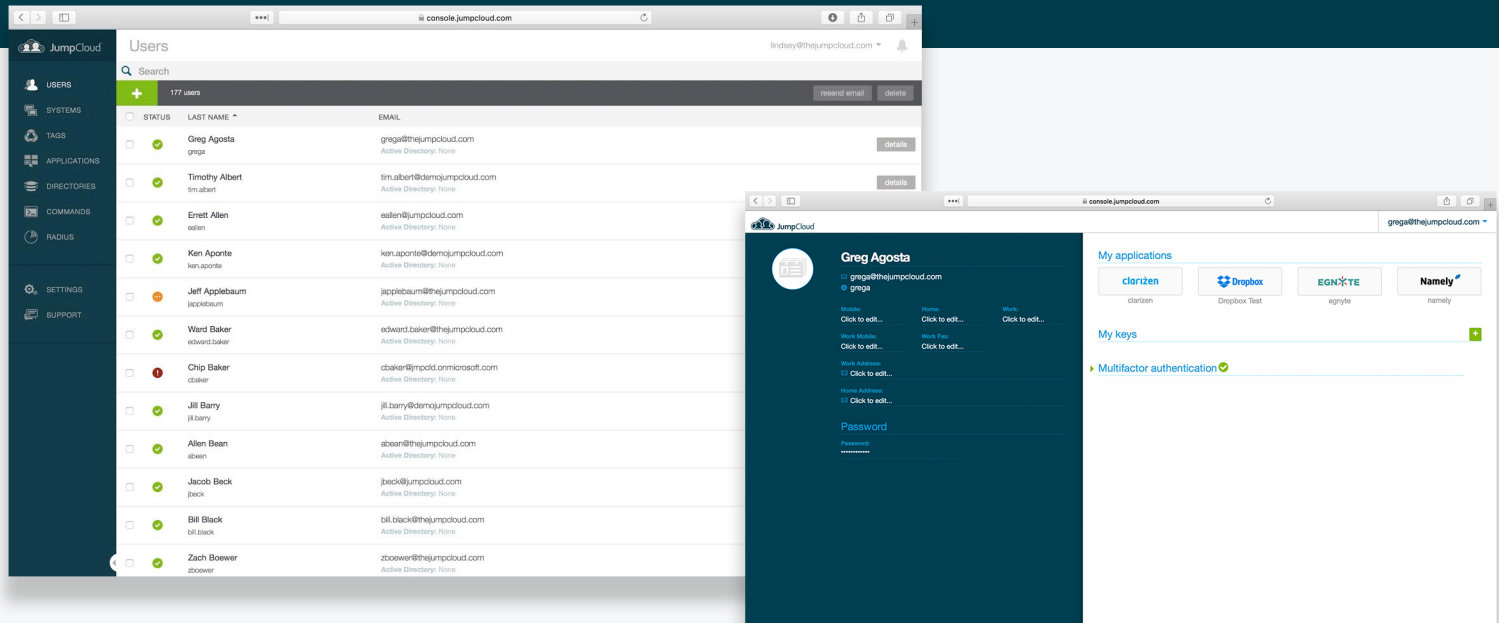 console.jumpcloud.com
JumpCloud
Users
lindsey@thejumpcloud.com
Search
177 users
resend email
delete
USERS
SYSTEMS
TAGS
APPLICATIONS
DIRECTORIES
COMMANDS
RADIUS
SETTINGS
SUPPORT
STATUS LAST NAME EMAIL
Greg Agosta grega@thejumpcloud.com
grega Active Directory: None
details
Timothy Albert tim.albert@demojumpcloud.com
tim.albert Active Directory: None
details
Errett Allen eallen@jumpcloud.com
eallen Active Directory: None
Ken Aponte ken.aponte@demojumpcloud.com
ken.aponte Active Directory: None
Jeff Applebaum japplebaum@thejumpcloud.com
japplebaum Active Directory: None
Ward Baker edward.baker@thejumpcloud.com
edward.baker Active Directory: None
Chip Baker cbaker@jmpcld.onmicrosoft.com
cbaker Active Directory: None
Jill Barry jill.barry@demojumpcloud.com
jill.barry Active Directory: None
Allen Bean abean@thejumpcloud.com
abean Active Directory: None
Jacob Beck jbeck@jumpcloud.com
jbeck Active Directory: None
Bill Black bill.black@thejumpcloud.com
bill.black Active Directory: None
Zach Boewer zboewer@thejumpcloud.com
zboewer Active Directory: None
console.jumpcloud.com
JumpCloud
grega@thejumpcloud.com
Greg Agosta
grega@thejumpcloud.com
grega
Mobile: Home: Work:
Click to edit... Click to edit... Click to edit...
Work Mobile: Work Fax:
Click to edit... Click to edit...
Work Address:
Click to edit...
Home Address:
Click to edit...
Password
Password:
••••••••••••
My applications
clarizen Dropbox EGNYTE Namely
clarizen Dropbox Test egnyte namely
My keys
Multifactor authentication